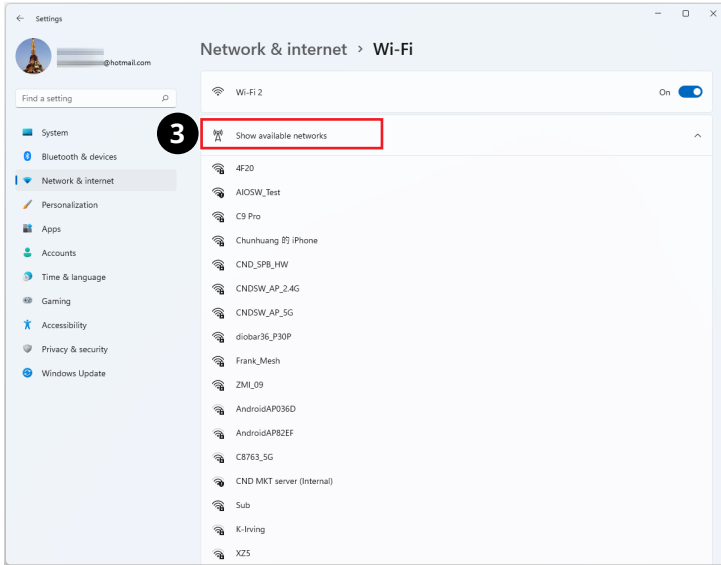 Settings
@hotmail.com
Find a setting
System
Bluetooth & devices
Network & internet
Personalization
Apps
Accounts
Time & language
Gaming
Accessibility
Privacy & security
Windows Update
Network & internet > Wi-Fi
Wi-Fi 2
On
3
Show available networks
4F20
AIOSW_Test
C9 Pro
Chunhuang 的 iPhone
CND_SPB_HW
CNDSW_AP_2.4G
CNDSW_AP_5G
diobar36_P30P
Frank_Mesh
ZMI_09
AndroidAP036D
AndroidAP82EF
C8763_5G
CND MKT server (Internal)
Sub
K-Irving
XZ5